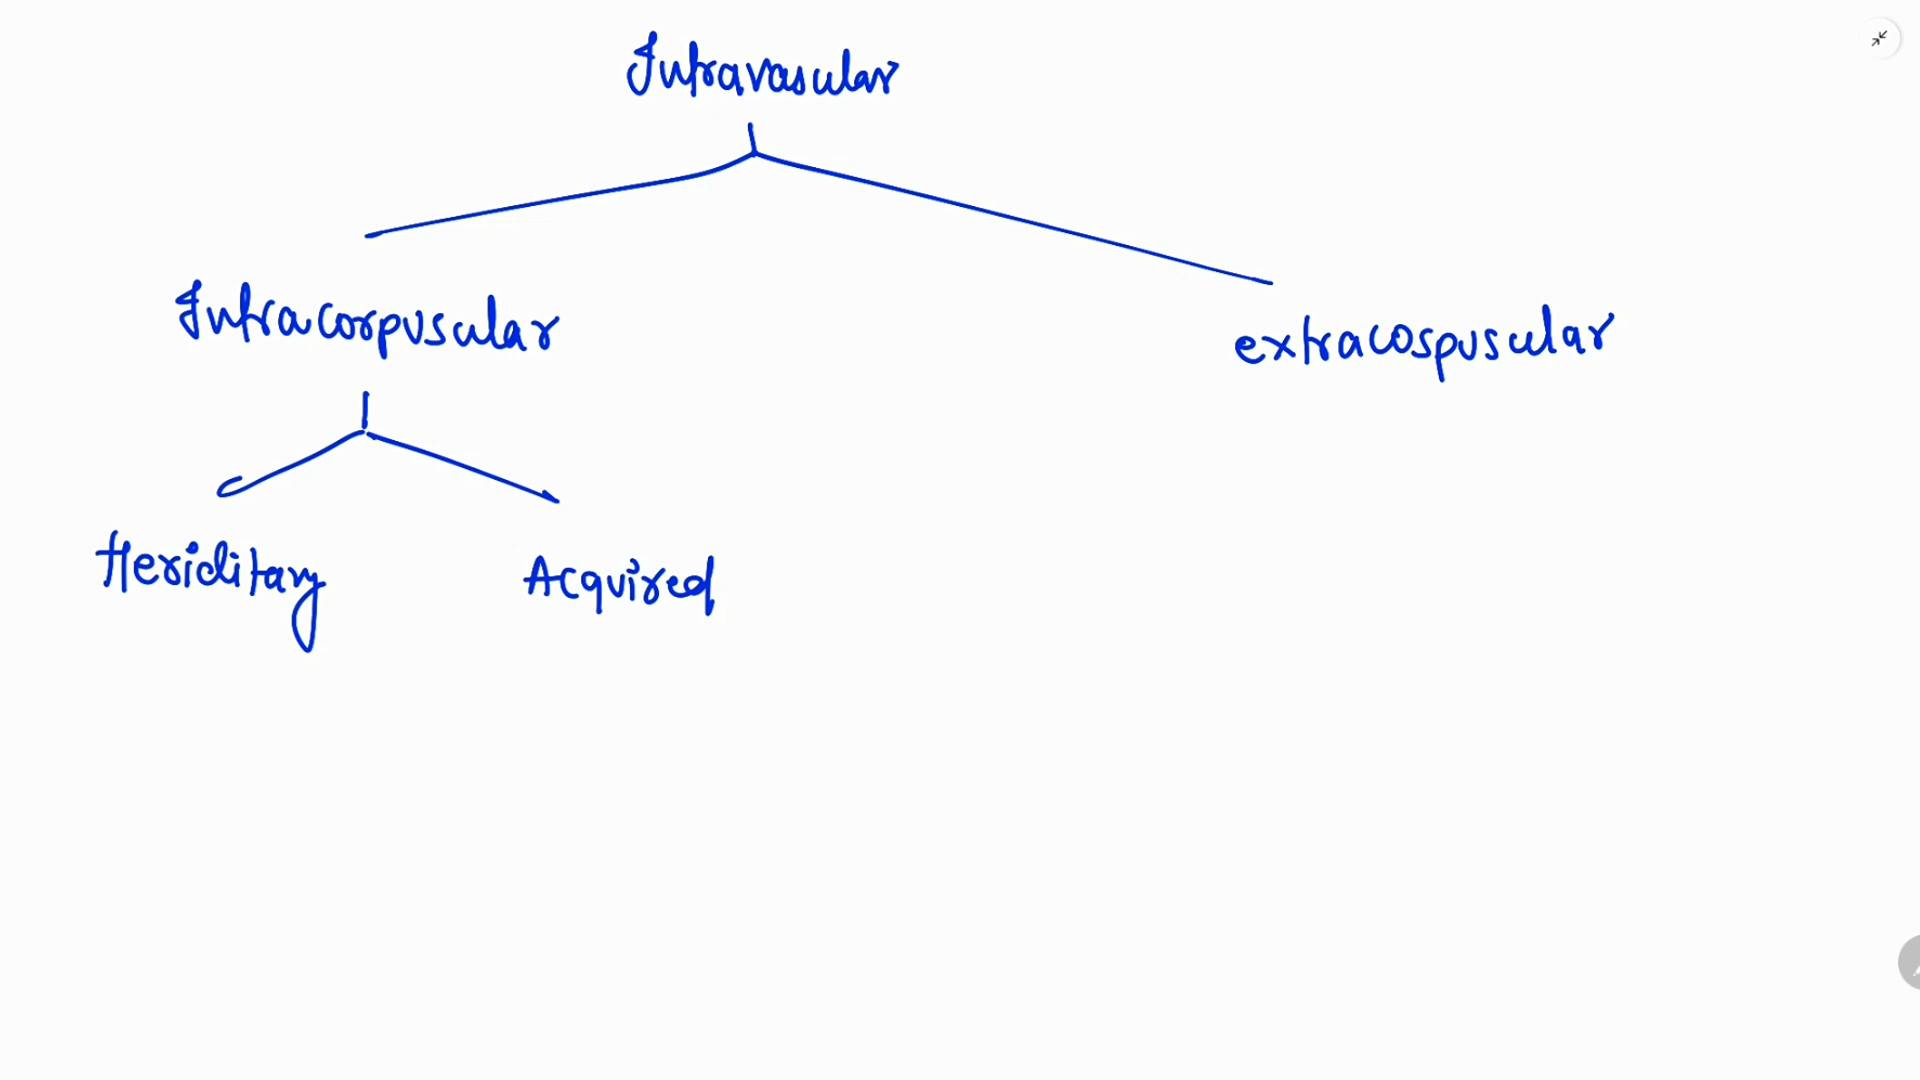 Intravascular
Intracorpuscular
extracospuscular
Heriditary
Acquired